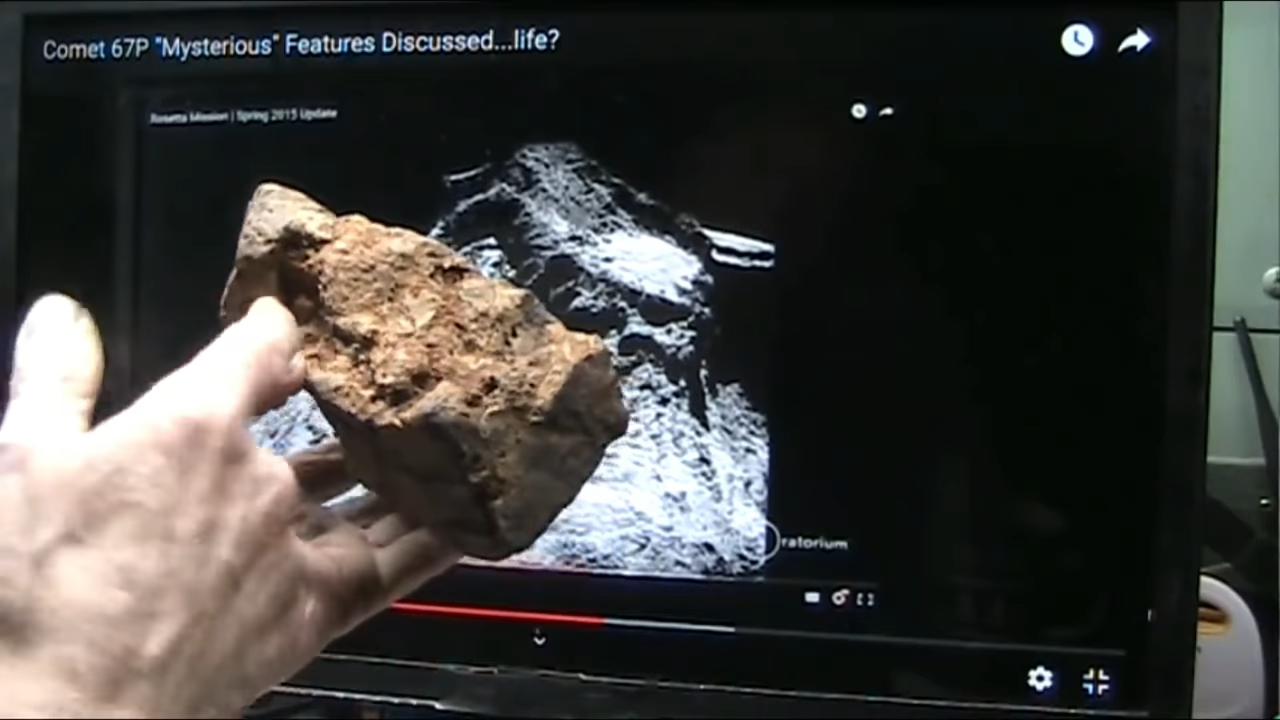 Comet 67P "Mysterious" Features Discussed...life?
Rosetta Mission | Spring 2015 Update
ratorium